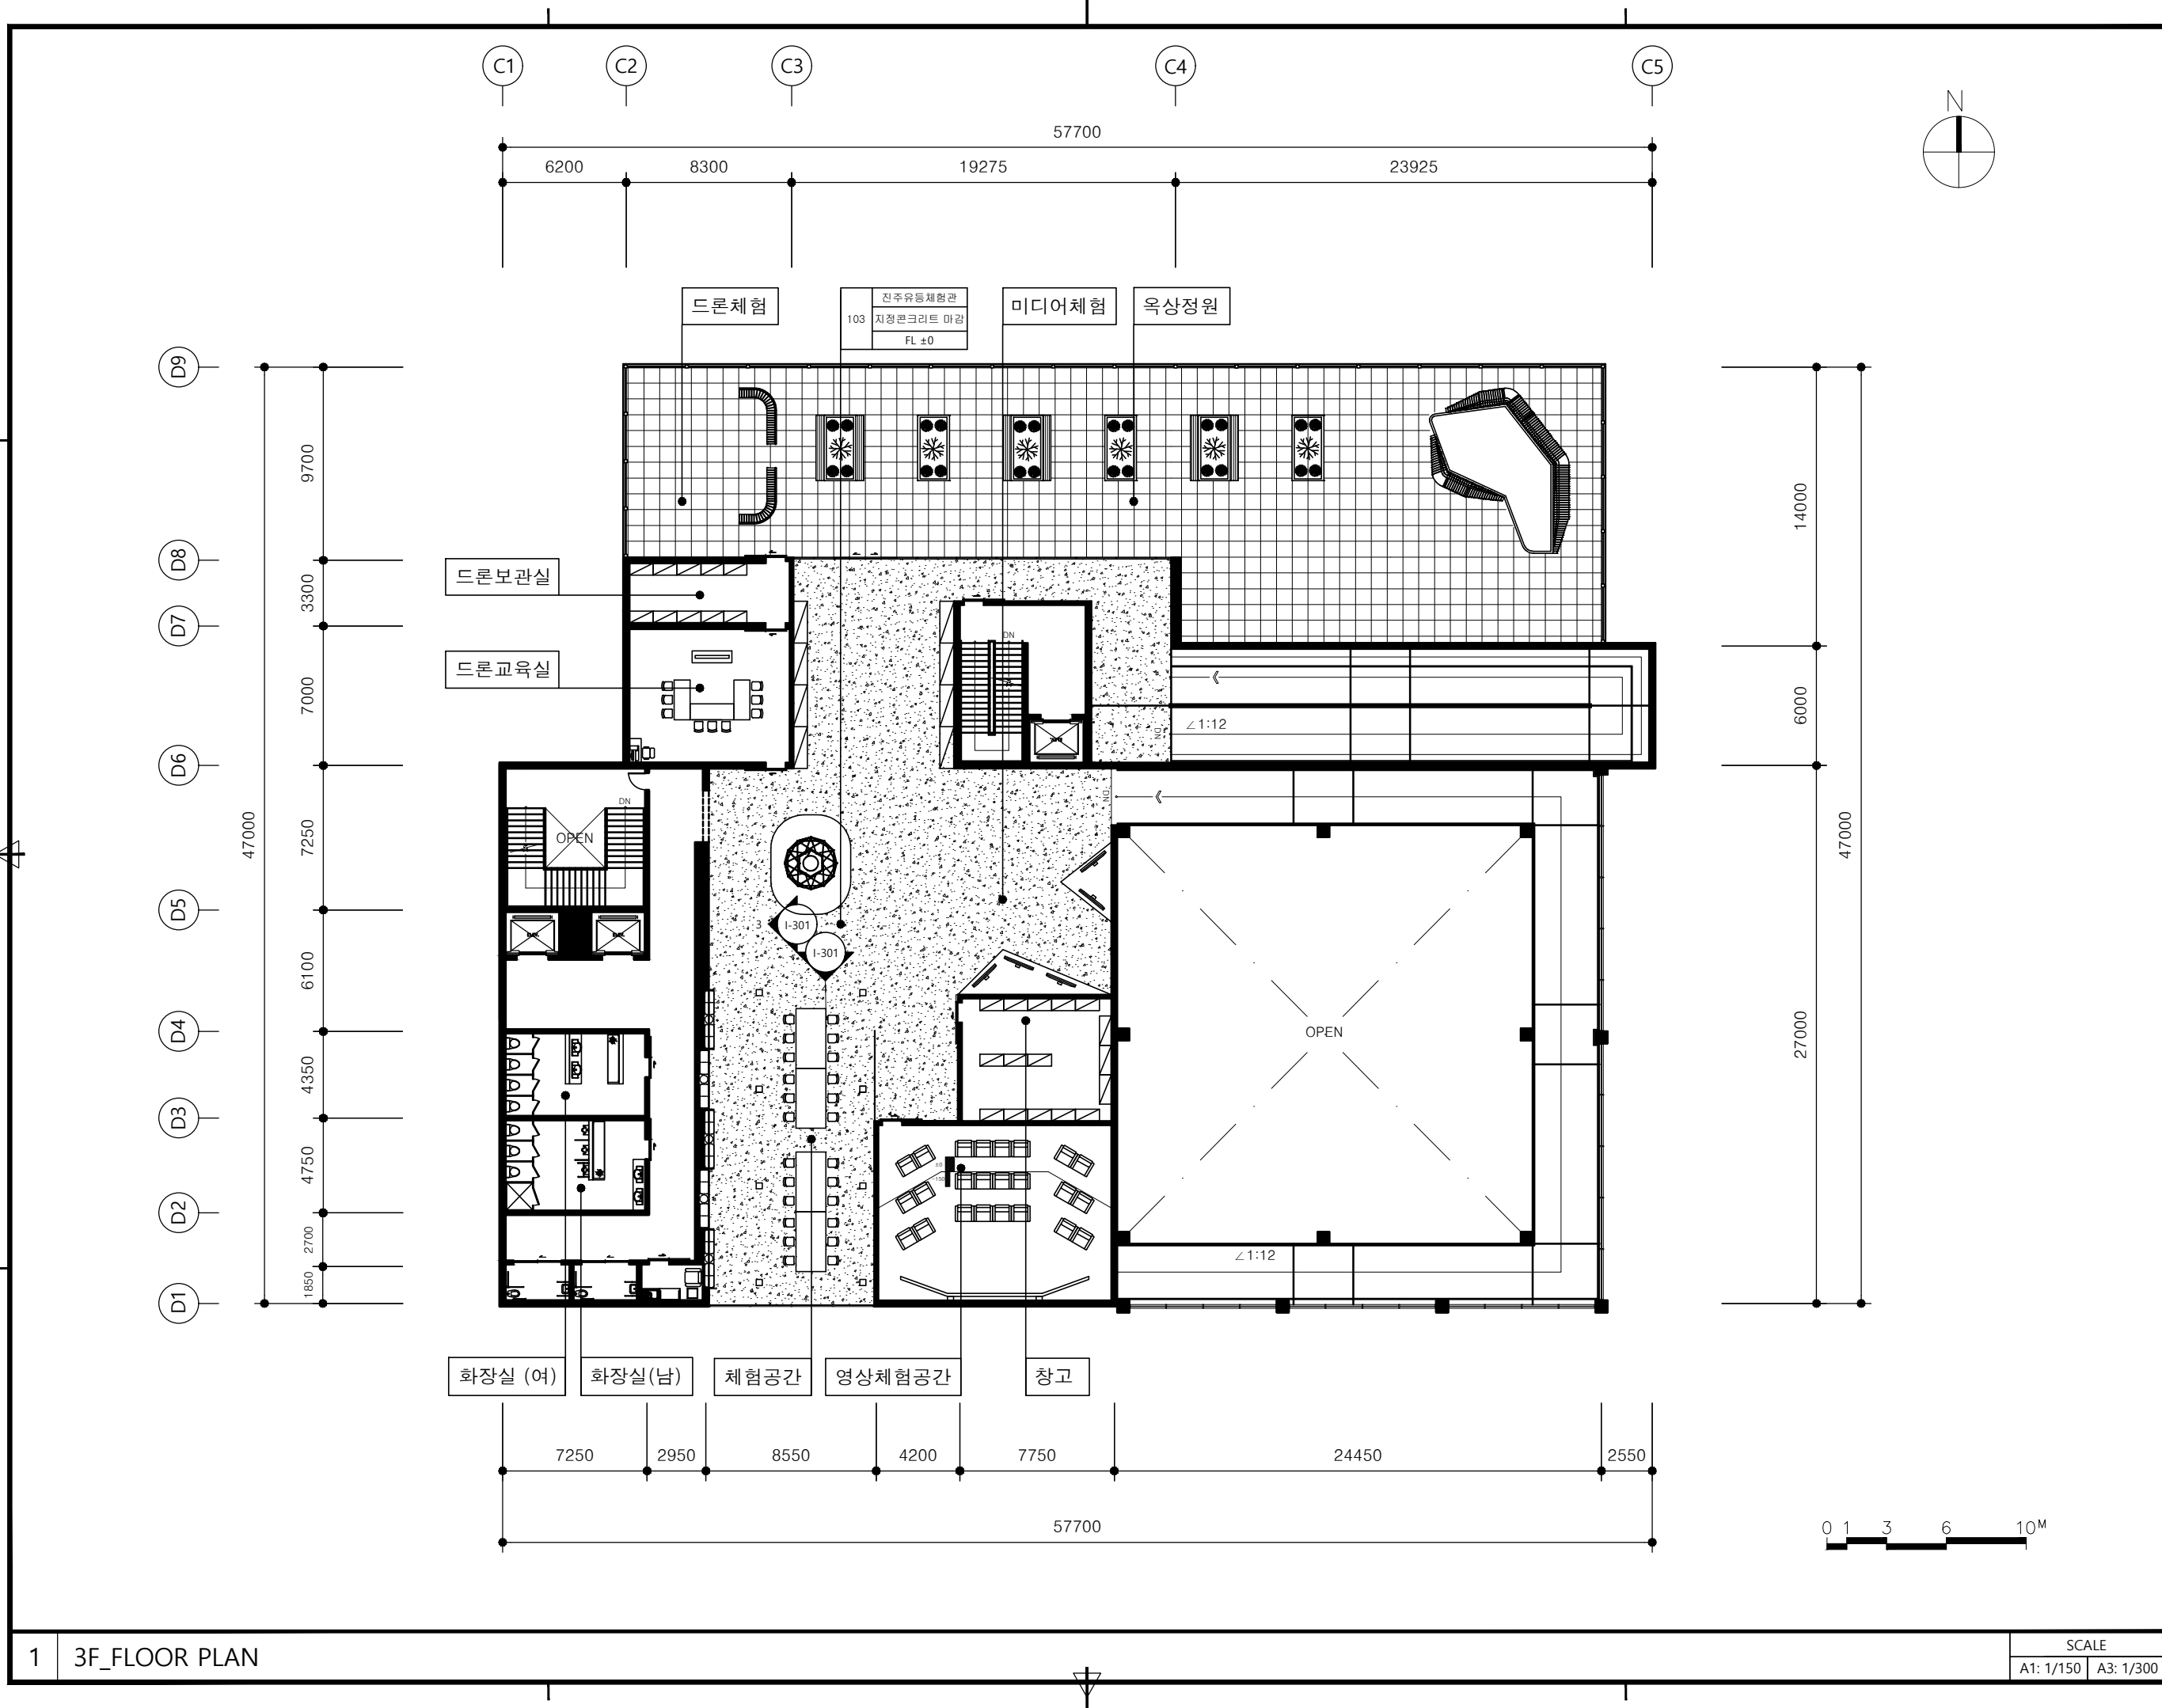 C1 C2 C3 C4 C5
N
57700
6200 8300 19275 23925
드론체험
진주유등체험관
103 지정콘크리트 마감
FL ±0
미디어체험
옥상정원
D9
D8
D7
D6
D5
D4
D3
D2
D1
47000
9700
3300
7000
7250
6100
4350
4750
2700
1850
14000
6000
27000
47000
드론보관실
드론교육실
DN
∠1:12
DN
DN
OPEN
DN
3
I-301
I-301
OPEN
∠1:12
화장실 (여)
화장실(남)
체험공간
영상체험공간
창고
7250 2950 8550 4200 7750 24450 2550
57700
0 1 3 6 10M
1 3F_FLOOR PLAN
SCALE
A1: 1/150 A3: 1/300